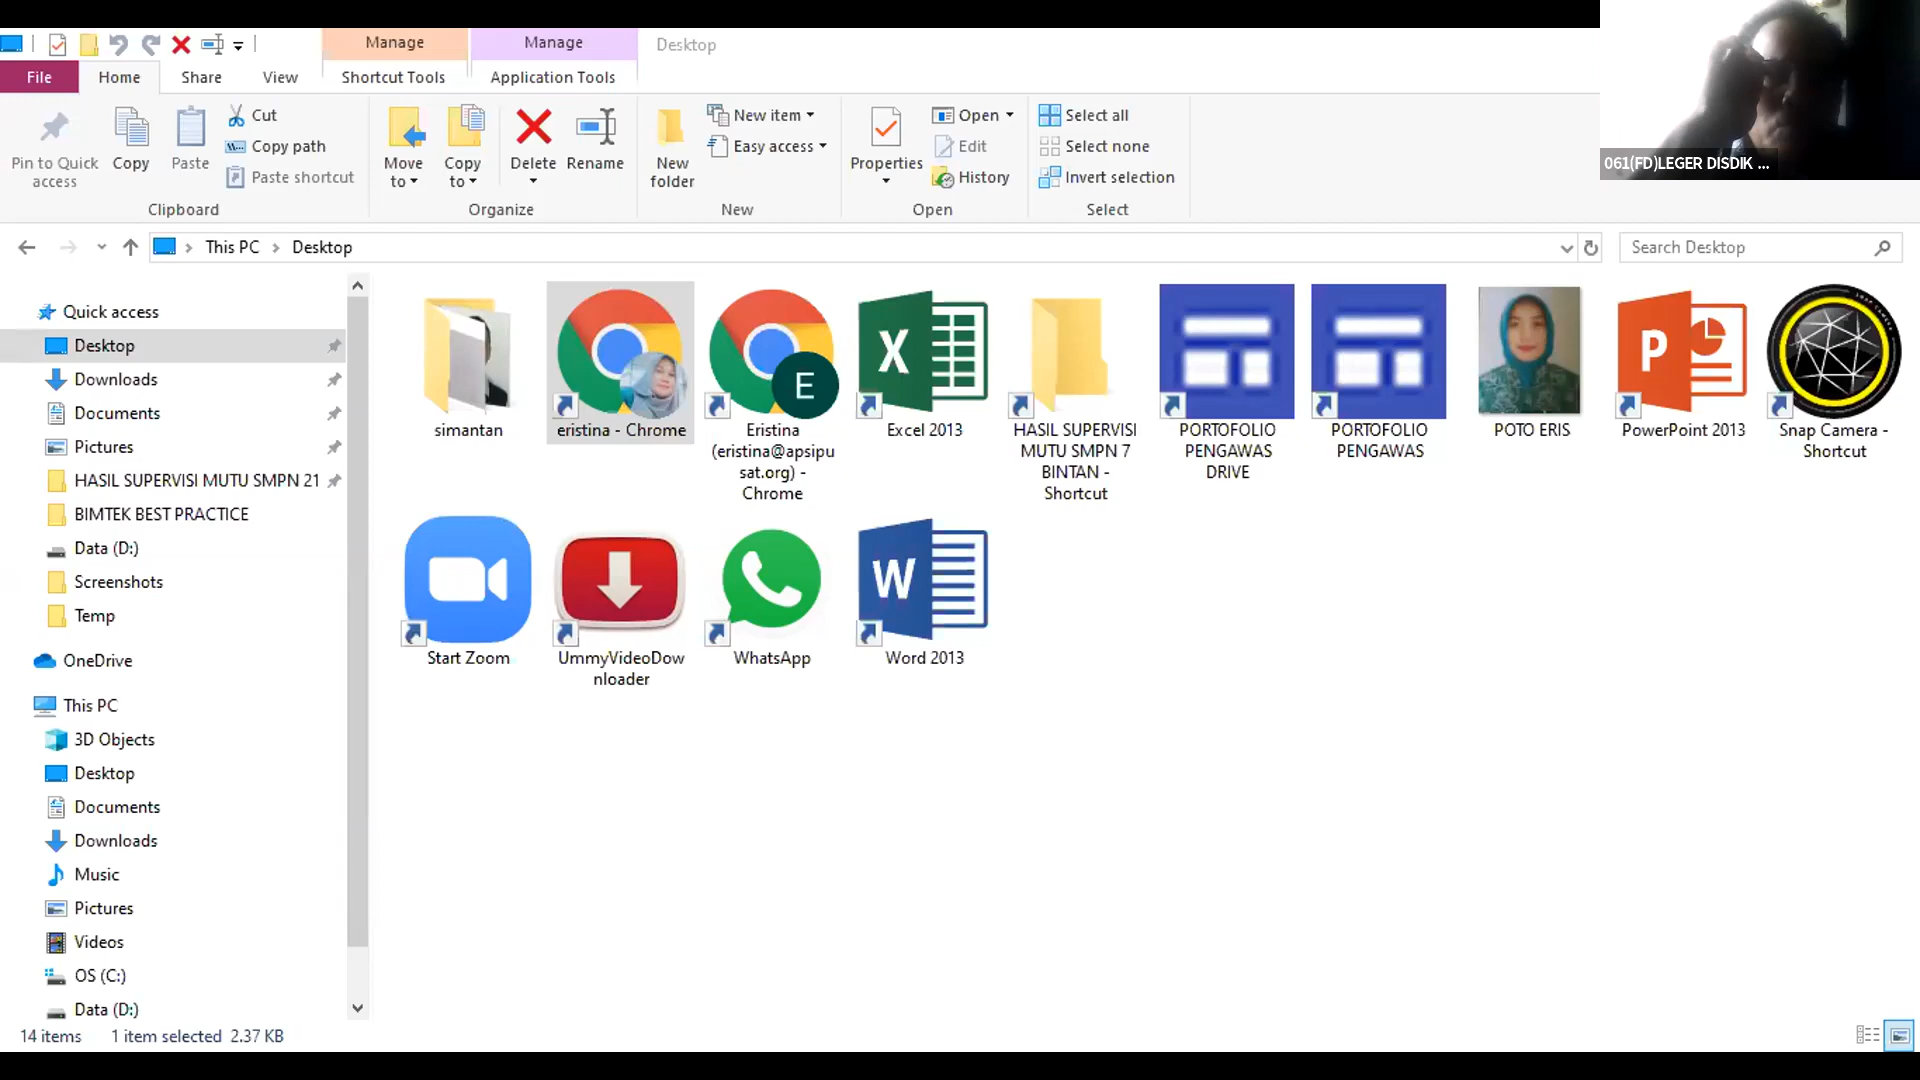 Manage
Manage
Desktop
File
Home
Share
View
Shortcut Tools
Application Tools
Pin to Quick
access
Copy
Paste
Cut
Copy path
Paste shortcut
Clipboard
Move
to
Copy
to
Delete
Rename
Organize
New
folder
New item
Easy access
New
Properties
Open
Edit
History
Open
Select all
Select none
Invert selection
Select
061(FD)LEGER DISDIK ...
This PC
Desktop
Search Desktop
Quick access
Desktop
Downloads
Documents
Pictures
HASIL SUPERVISI MUTU SMPN 21
BIMTEK BEST PRACTICE
Data (D:)
Screenshots
Temp
OneDrive
This PC
3D Objects
Desktop
Documents
Downloads
Music
Pictures
Videos
OS (C:)
Data (D:)
simantan
eristina - Chrome
E
Eristina
(eristina@apsipu
sat.org) -
Chrome
X
Excel 2013
HASIL SUPERVISI
MUTU SMPN 7
BINTAN -
Shortcut
PORTOFOLIO
PENGAWAS
DRIVE
PORTOFOLIO
PENGAWAS
POTO ERIS
P
PowerPoint 2013
Snap Camera -
Shortcut
Start Zoom
UmmyVideoDow
nloader
WhatsApp
W
Word 2013
14 items
1 item selected 2.37 KB